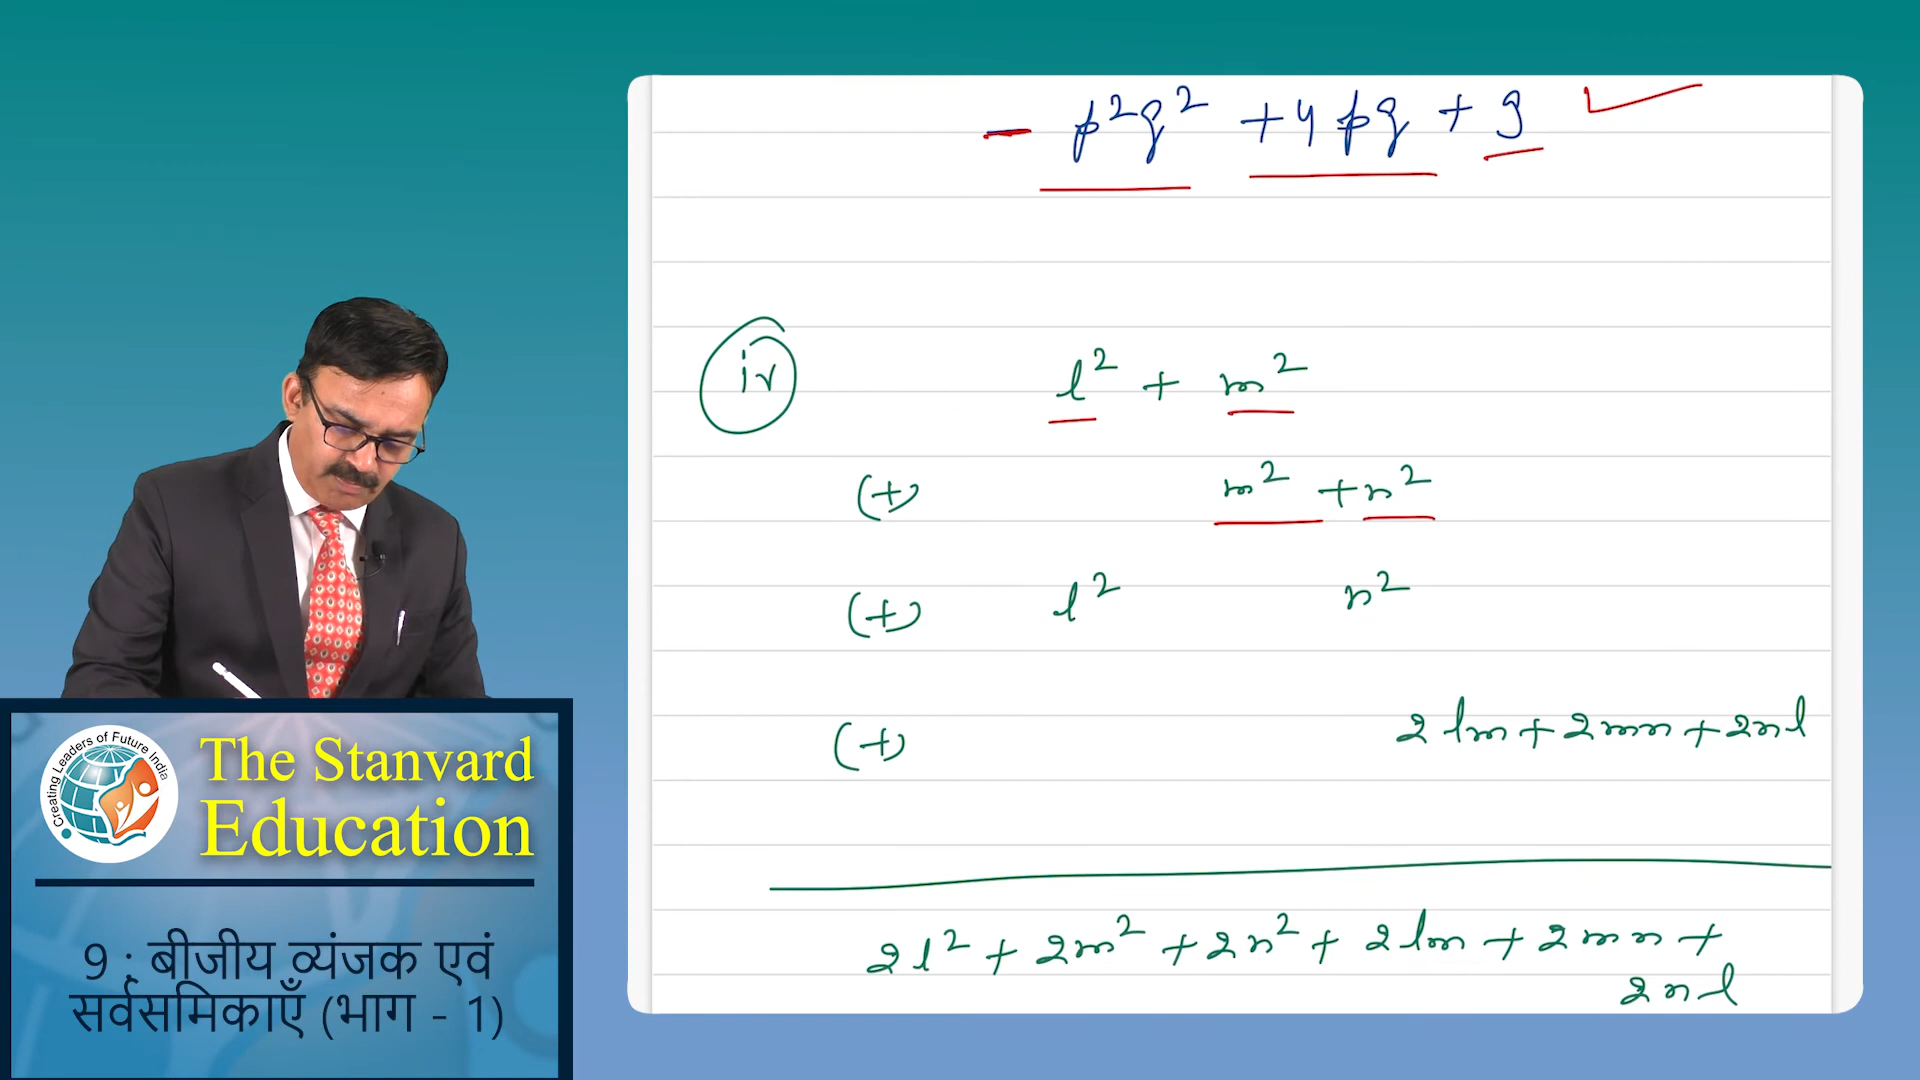 - p²q² + 4pq + 9
iv
l² + m²
(+) m² + n²
(+) l² n²
(+) 2lm + 2mn + 2nl
2l² + 2m² + 2n² + 2lm + 2mn +
2nl
Creating Leaders of Future India
The Stanvard
Education
9 : बीजीय व्यंजक एवं
सर्वसमिकाएँ (भाग - 1)